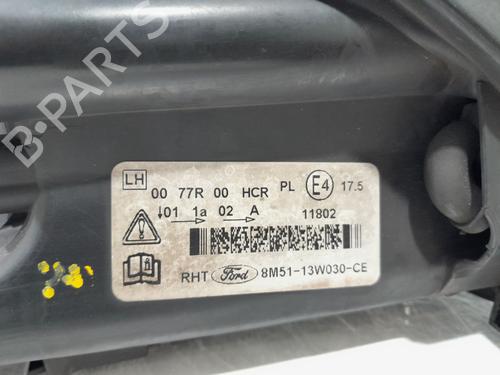 B-PARTS
LH
00 77R 00 HCR PL E4 17.5
01 1a 02 A 11802
RHT Ford 8M51-13W030-CE